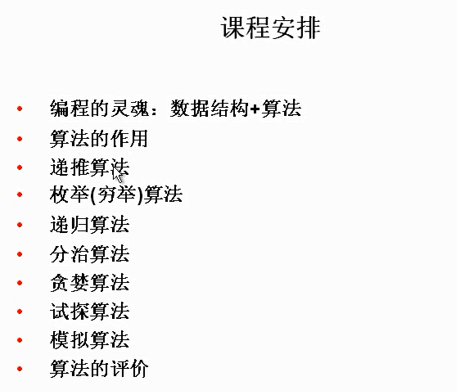 课程安排
编程的灵魂：数据结构+算法
算法的作用
递推算法
枚举(穷举)算法
递归算法
分治算法
贪婪算法
试探算法
模拟算法
算法的评价